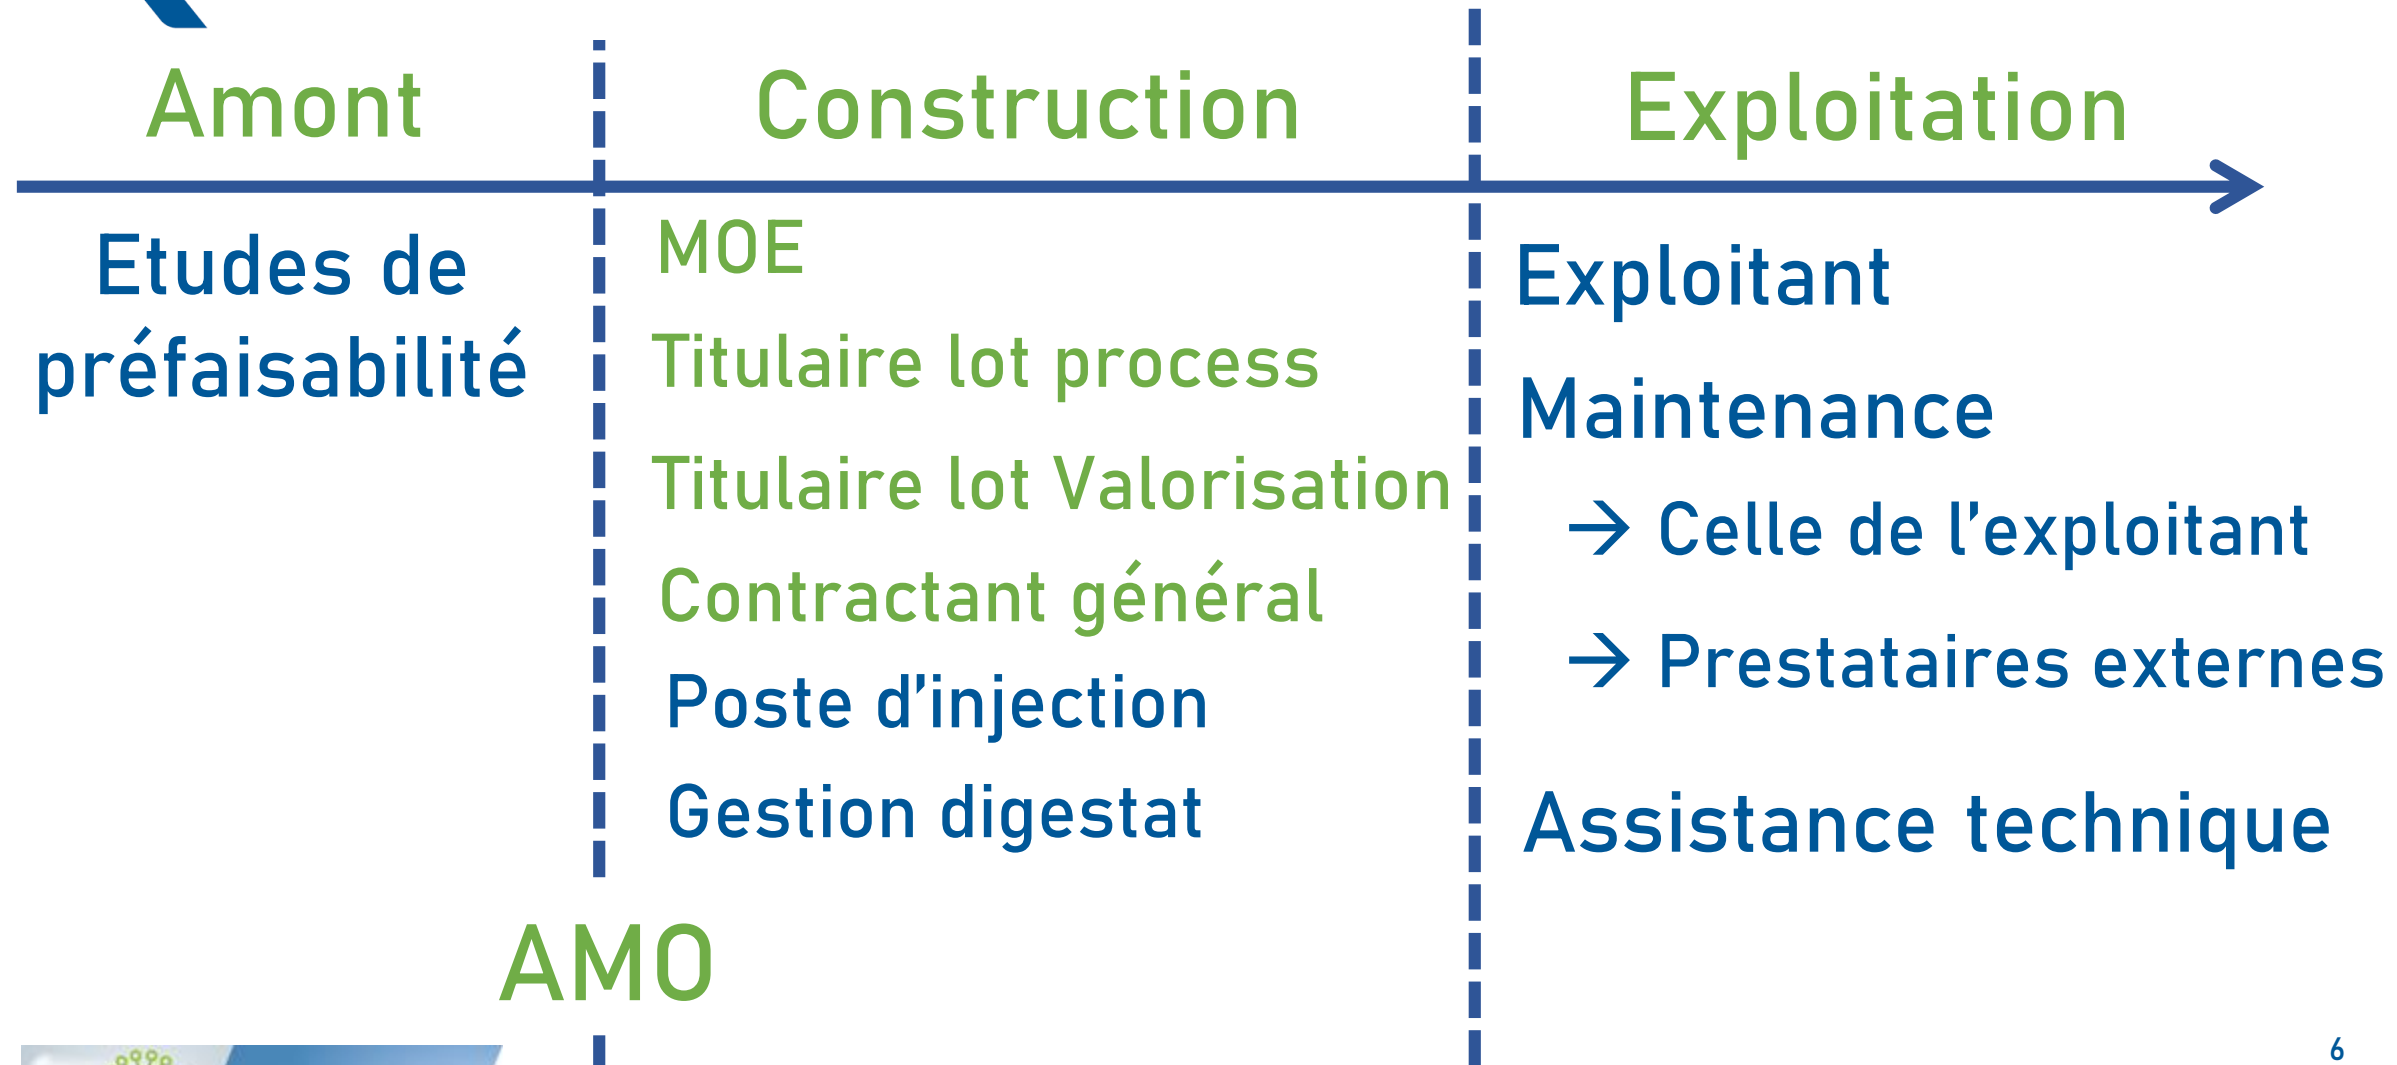 Amont
Construction
Exploitation
Etudes de
préfaisabilité
MOE
Titulaire lot process
Titulaire lot Valorisation
Contractant général
Poste d’injection
Gestion digestat
Exploitant
Maintenance
→ Celle de l’exploitant
→ Prestataires externes
Assistance technique
AMO
6